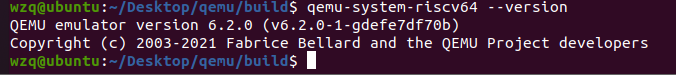 wzq@ubuntu:~/Desktop/qemu/build$ qemu-system-riscv64 --version
QEMU emulator version 6.2.0 (v6.2.0-1-gdefe7df70b)
Copyright (c) 2003-2021 Fabrice Bellard and the QEMU Project developers
wzq@ubuntu:~/Desktop/qemu/build$